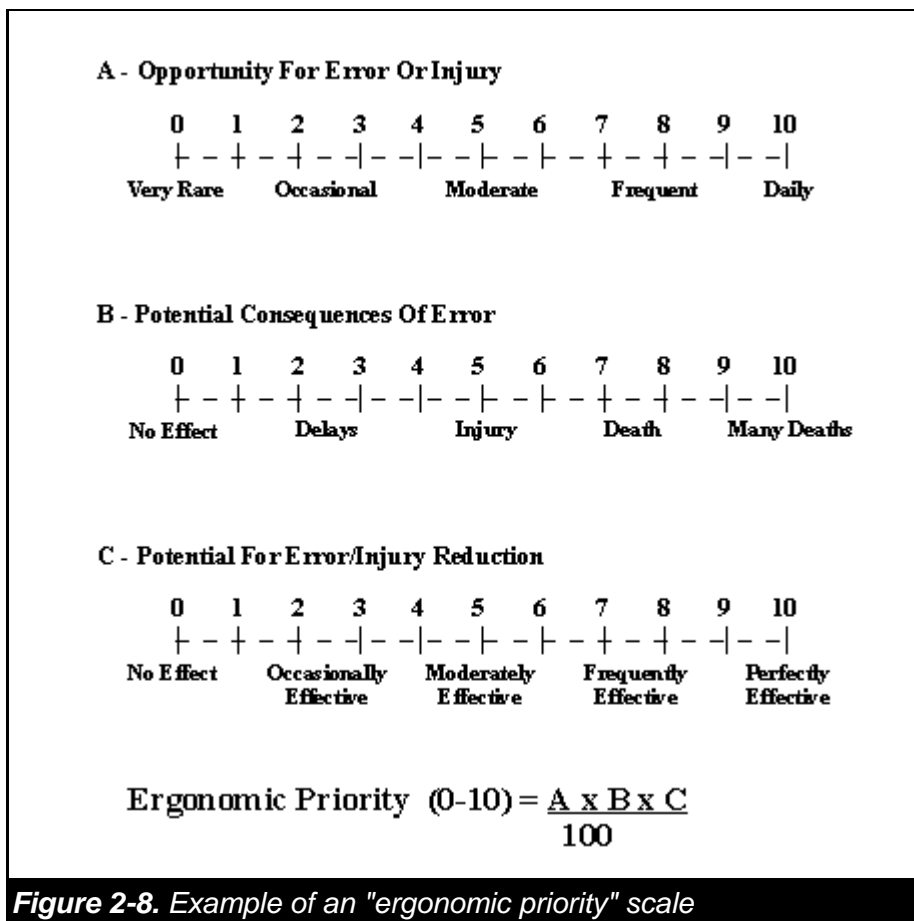 A - Opportunity For Error Or Injury
0 1 2 3 4 5 6 7 8 9 10
Very Rare Occasional Moderate Frequent Daily
B - Potential Consequences Of Error
0 1 2 3 4 5 6 7 8 9 10
No Effect Delays Injury Death Many Deaths
C - Potential For Error/Injury Reduction
0 1 2 3 4 5 6 7 8 9 10
No Effect Occasionally Moderately Frequently Perfectly
Effective Effective Effective Effective
Ergonomic Priority (0-10) = A x B x C
100
Figure 2-8. Example of an "ergonomic priority" scale